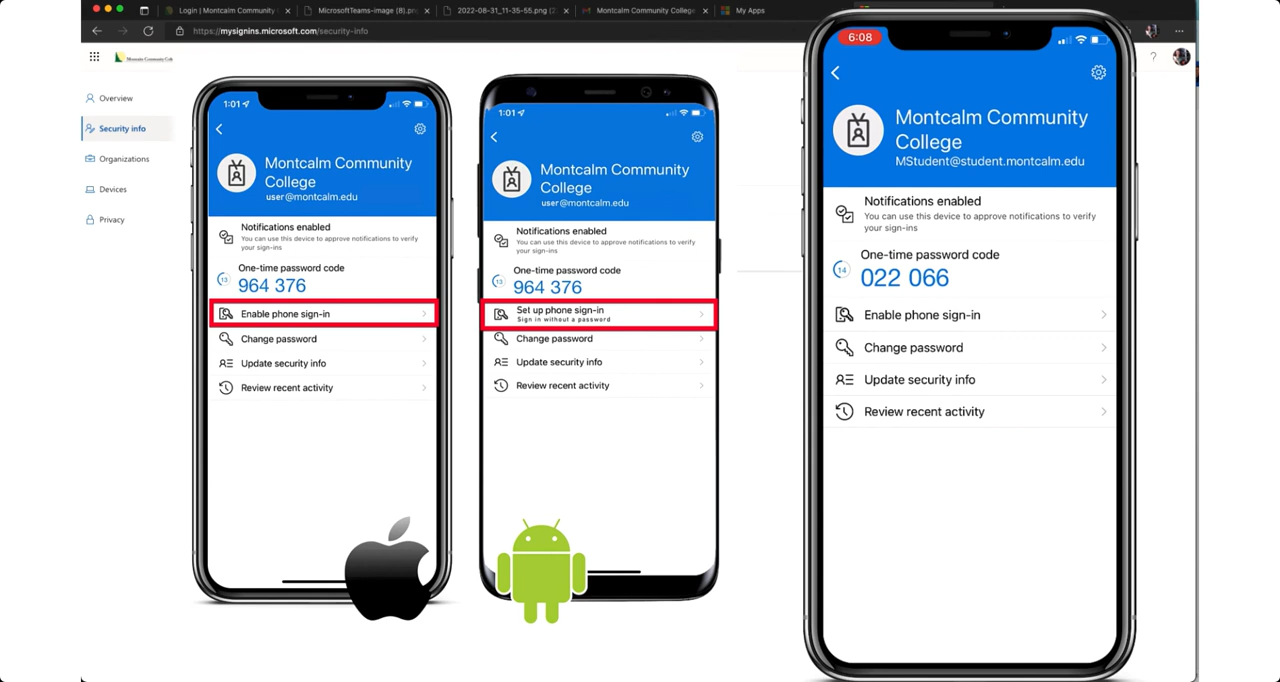 Login | Montcalm Community
MicrosoftTeams-image (8).pn
2022-08-31_11-35-55.png (2
Montcalm Community College
My Apps
https://mysignins.microsoft.com/security-info
Montcalm Community Coll
?
Overview
Security info
Organizations
Devices
Privacy
1:01
Montcalm Community
College
user@montcalm.edu
Notifications enabled
You can use this device to approve notifications to verify
your sign-ins
One-time password code
13
964 376
Enable phone sign-in
Change password
Update security info
Review recent activity
1:01
Montcalm Community
College
user@montcalm.edu
Notifications enabled
You can use this device to approve notifications to verify
your sign-ins
One-time password code
13
964 376
Set up phone sign-in
Sign in without a password
Change password
Update security info
Review recent activity
6:08
Montcalm Community
College
MStudent@student.montcalm.edu
Notifications enabled
You can use this device to approve notifications to verify
your sign-ins
One-time password code
14
022 066
Enable phone sign-in
Change password
Update security info
Review recent activity